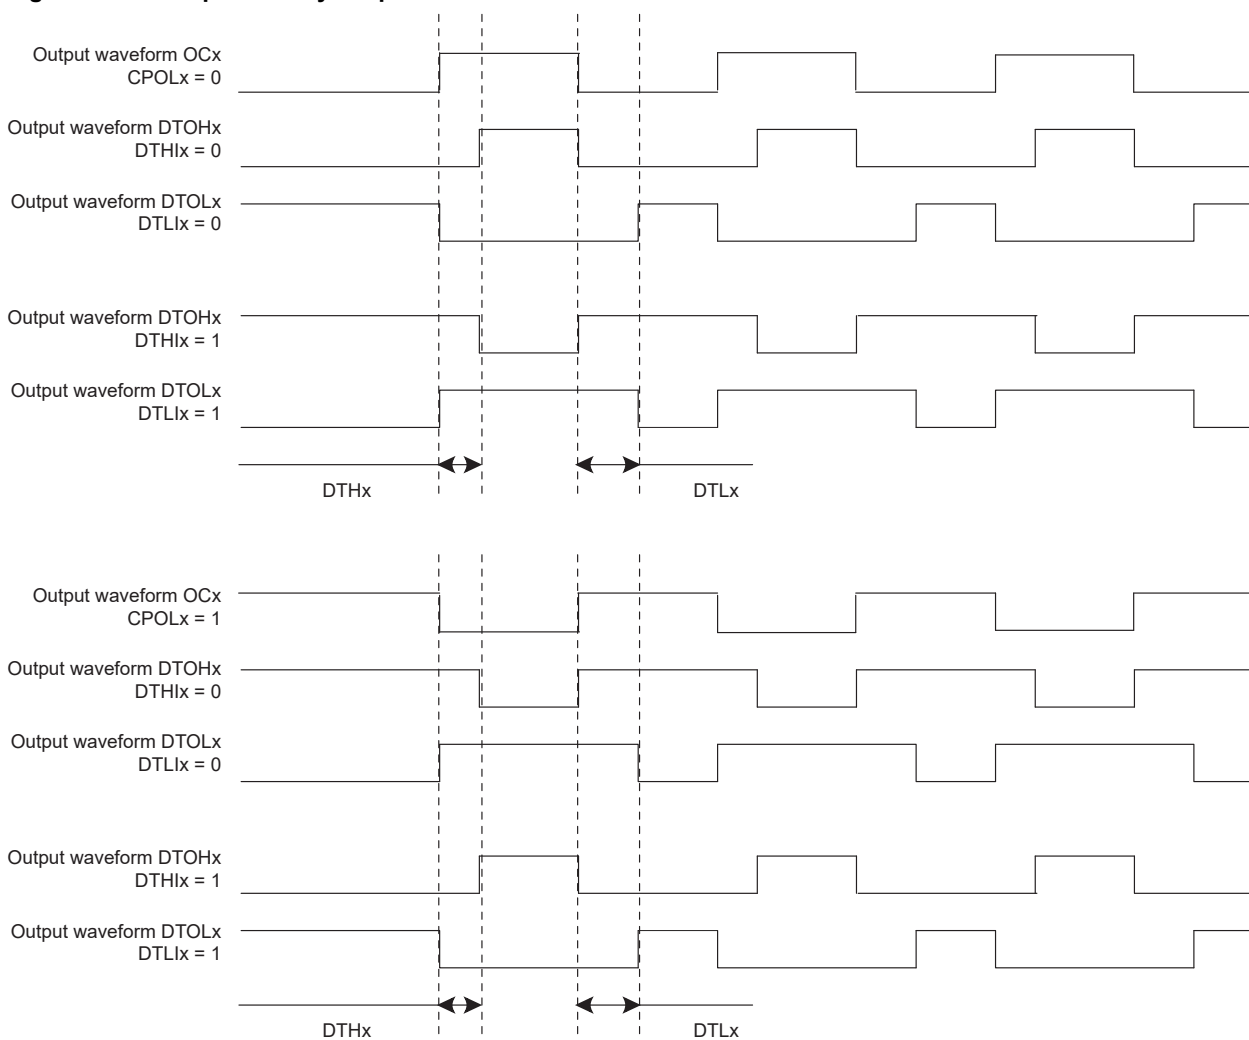 Output waveform OCx
CPOLx = 0
Output waveform DTOHx
DTHIx = 0
Output waveform DTOLx
DTLIx = 0
Output waveform DTOHx
DTHIx = 1
Output waveform DTOLx
DTLIx = 1
DTHx
DTLx
Output waveform OCx
CPOLx = 1
Output waveform DTOHx
DTHIx = 0
Output waveform DTOLx
DTLIx = 0
Output waveform DTOHx
DTHIx = 1
Output waveform DTOLx
DTLIx = 1
DTHx
DTLx